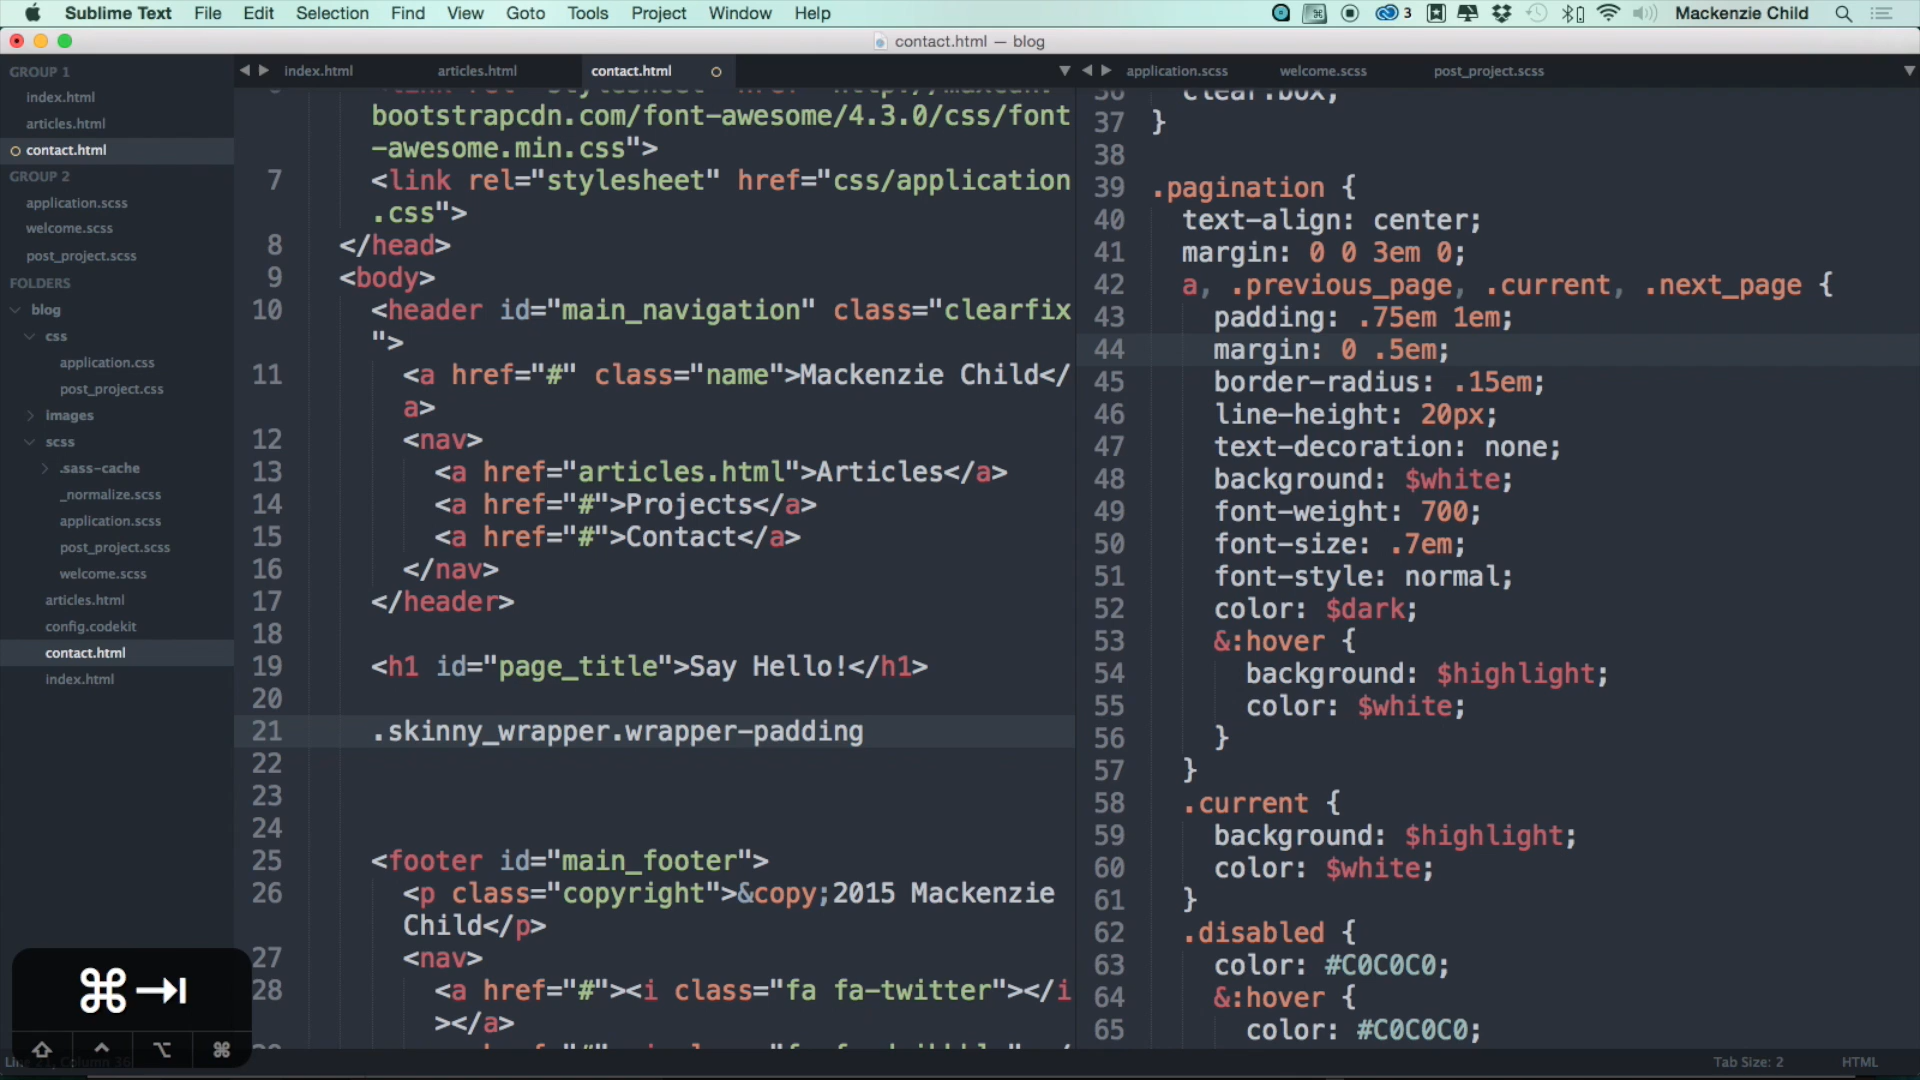 Sublime Text File Edit Selection Find View Goto Tools Project Window Help 3 Mackenzie Child
contact.html — blog
GROUP 1
index.html
articles.html
contact.html
GROUP 2
application.scss
welcome.scss
post_project.scss
FOLDERS
blog
css
application.css
post_project.css
images
scss
.sass-cache
_normalize.scss
application.scss
post_project.scss
welcome.scss
articles.html
config.codekit
contact.html
index.html
index.html articles.html contact.html
bootstrapcdn.com/font-awesome/4.3.0/css/font
-awesome.min.css">
7 <link rel="stylesheet" href="css/application
.css">
8 </head>
9 <body>
10 <header id="main_navigation" class="clearfix
">
11 <a href="#" class="name">Mackenzie Child</
a>
12 <nav>
13 <a href="articles.html">Articles</a>
14 <a href="#">Projects</a>
15 <a href="#">Contact</a>
16 </nav>
17 </header>
18
19 <h1 id="page_title">Say Hello!</h1>
20
21 .skinny_wrapper.wrapper-padding
22
23
24
25 <footer id="main_footer">
26 <p class="copyright">&copy;2015 Mackenzie
Child</p>
27 <nav>
28 <a href="#"><i class="fa fa-twitter"></i
></a>
application.scss welcome.scss post_project.scss
36 clear:box;
37 }
38
39 .pagination {
40 text-align: center;
41 margin: 0 0 3em 0;
42 a, .previous_page, .current, .next_page {
43 padding: .75em 1em;
44 margin: 0 .5em;
45 border-radius: .15em;
46 line-height: 20px;
47 text-decoration: none;
48 background: $white;
49 font-weight: 700;
50 font-size: .7em;
51 font-style: normal;
52 color: $dark;
53 &:hover {
54 background: $highlight;
55 color: $white;
56 }
57 }
58 .current {
59 background: $highlight;
60 color: $white;
61 }
62 .disabled {
63 color: #C0C0C0;
64 &:hover {
65 color: #C0C0C0;
⌘⇥
⇧ ⌃ ⌥ ⌘
Tab Size: 2 HTML